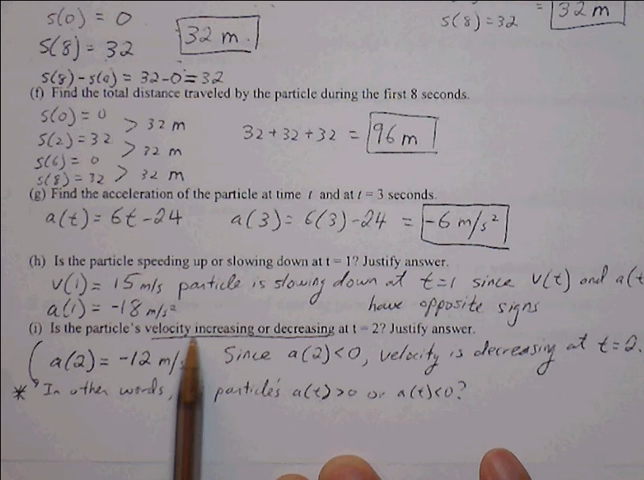 s(0) = 0
s(8) = 32
32 m.
= 32 m
s(8) = 32
s(8) - s(0) = 32 - 0 = 32
(f) Find the total distance traveled by the particle during the first 8 seconds.
s(0) = 0
> 32 m
s(2) = 32
> 32 m
s(6) = 0
> 32 m
s(8) = 32
32 + 32 + 32 = 96 m
(g) Find the acceleration of the particle at time t and at t = 3 seconds.
a(t) = 6t - 24 a(3) = 6(3) - 24 = -6 m/s²
(h) Is the particle speeding up or slowing down at t = 1? Justify answer.
v(1) = 15 m/s particle is slowing down at t=1 since v(t) and a(t
a(1) = -18 m/s² have opposite signs
(i) Is the particle's velocity increasing or decreasing at t = 2? Justify answer.
a(2) = -12 m/s Since a(2) < 0, velocity is decreasing at t = 2.
* In other words, particle's a(t) > 0 or a(t) < 0?